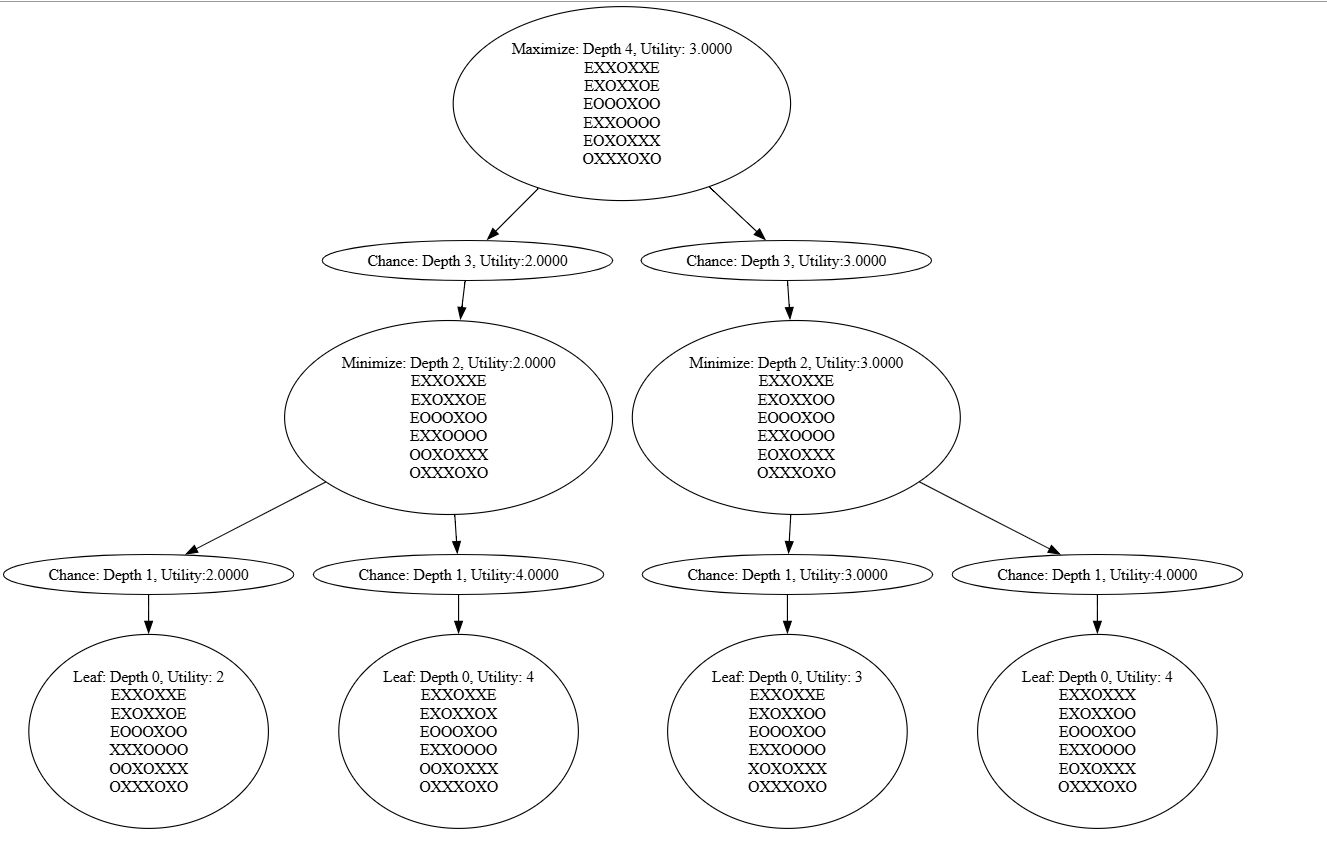 Maximize: Depth 4, Utility: 3.0000
EXXOXXE
EXOXXOE
EOOOXOO
EXXOOOO
EOXOXXX
OXXXOXO
Chance: Depth 3, Utility:2.0000
Chance: Depth 3, Utility:3.0000
Minimize: Depth 2, Utility:2.0000
EXXOXXE
EXOXXOE
EOOOXOO
EXXOOOO
OOXOXXX
OXXXOXO
Minimize: Depth 2, Utility:3.0000
EXXOXXE
EXOXXOO
EOOOXOO
EXXOOOO
EOXOXXX
OXXXOXO
Chance: Depth 1, Utility:2.0000
Chance: Depth 1, Utility:4.0000
Chance: Depth 1, Utility:3.0000
Chance: Depth 1, Utility:4.0000
Leaf: Depth 0, Utility: 2
EXXOXXE
EXOXXOE
EOOOXOO
XXXOOOO
OOXOXXX
OXXXOXO
Leaf: Depth 0, Utility: 4
EXXOXXE
EXOXXOX
EOOOXOO
EXXOOOO
OOXOXXX
OXXXOXO
Leaf: Depth 0, Utility: 3
EXXOXXE
EXOXXOO
EOOOXOO
EXXOOOO
XOXOXXX
OXXXOXO
Leaf: Depth 0, Utility: 4
EXXOXXX
EXOXXOO
EOOOXOO
EXXOOOO
EOXOXXX
OXXXOXO